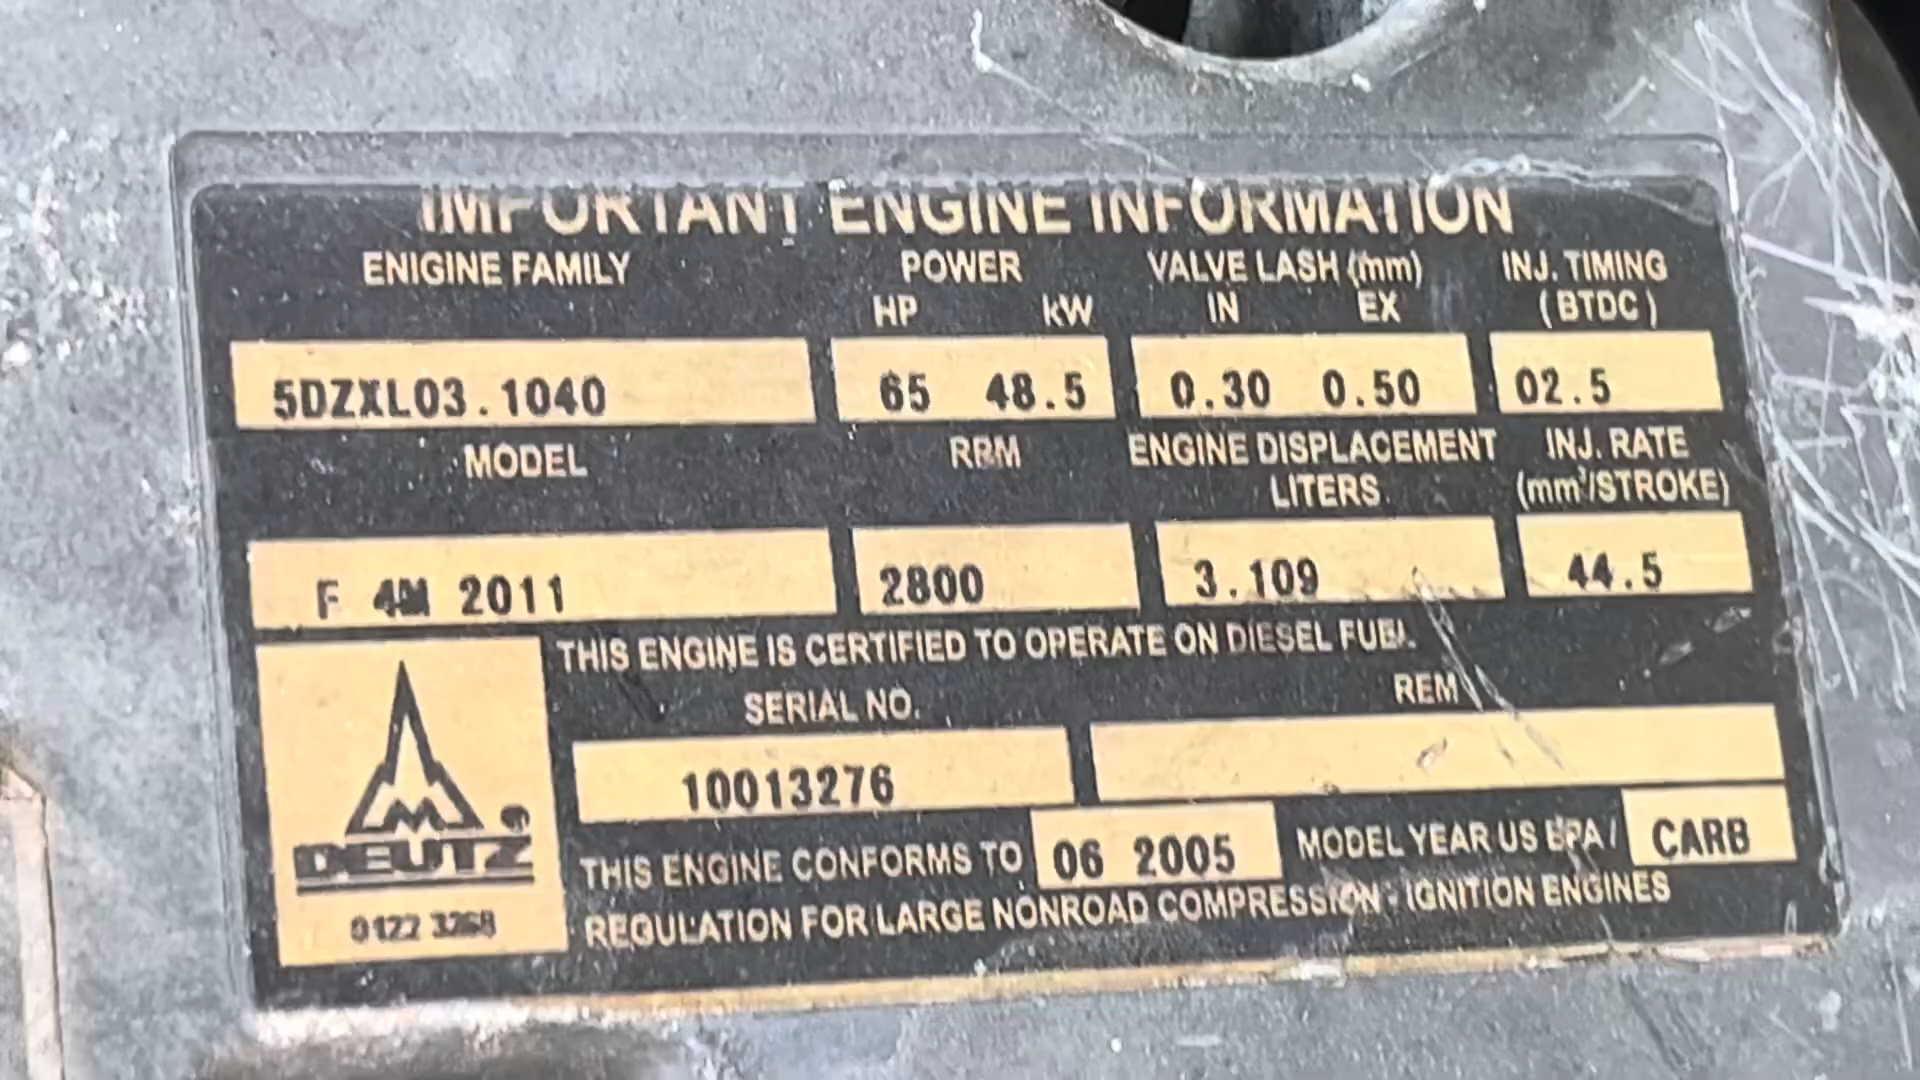 IMPORTANT ENGINE INFORMATION
ENIGINE FAMILY POWER VALVE LASH (mm) INJ. TIMING
HP kW IN EX (BTDC)
5DZXL03.1040 65 48.5 0.30 0.50 02.5
MODEL RPM ENGINE DISPLACEMENT INJ. RATE
LITERS (mm³/STROKE)
F 4M 2011 2800 3.109 44.5
THIS ENGINE IS CERTIFIED TO OPERATE ON DIESEL FUEL.
SERIAL NO. REM
10013276
DEUTZ
THIS ENGINE CONFORMS TO 06 2005 MODEL YEAR US EPA / CARB
REGULATION FOR LARGE NONROAD COMPRESSION - IGNITION ENGINES
0122 3268